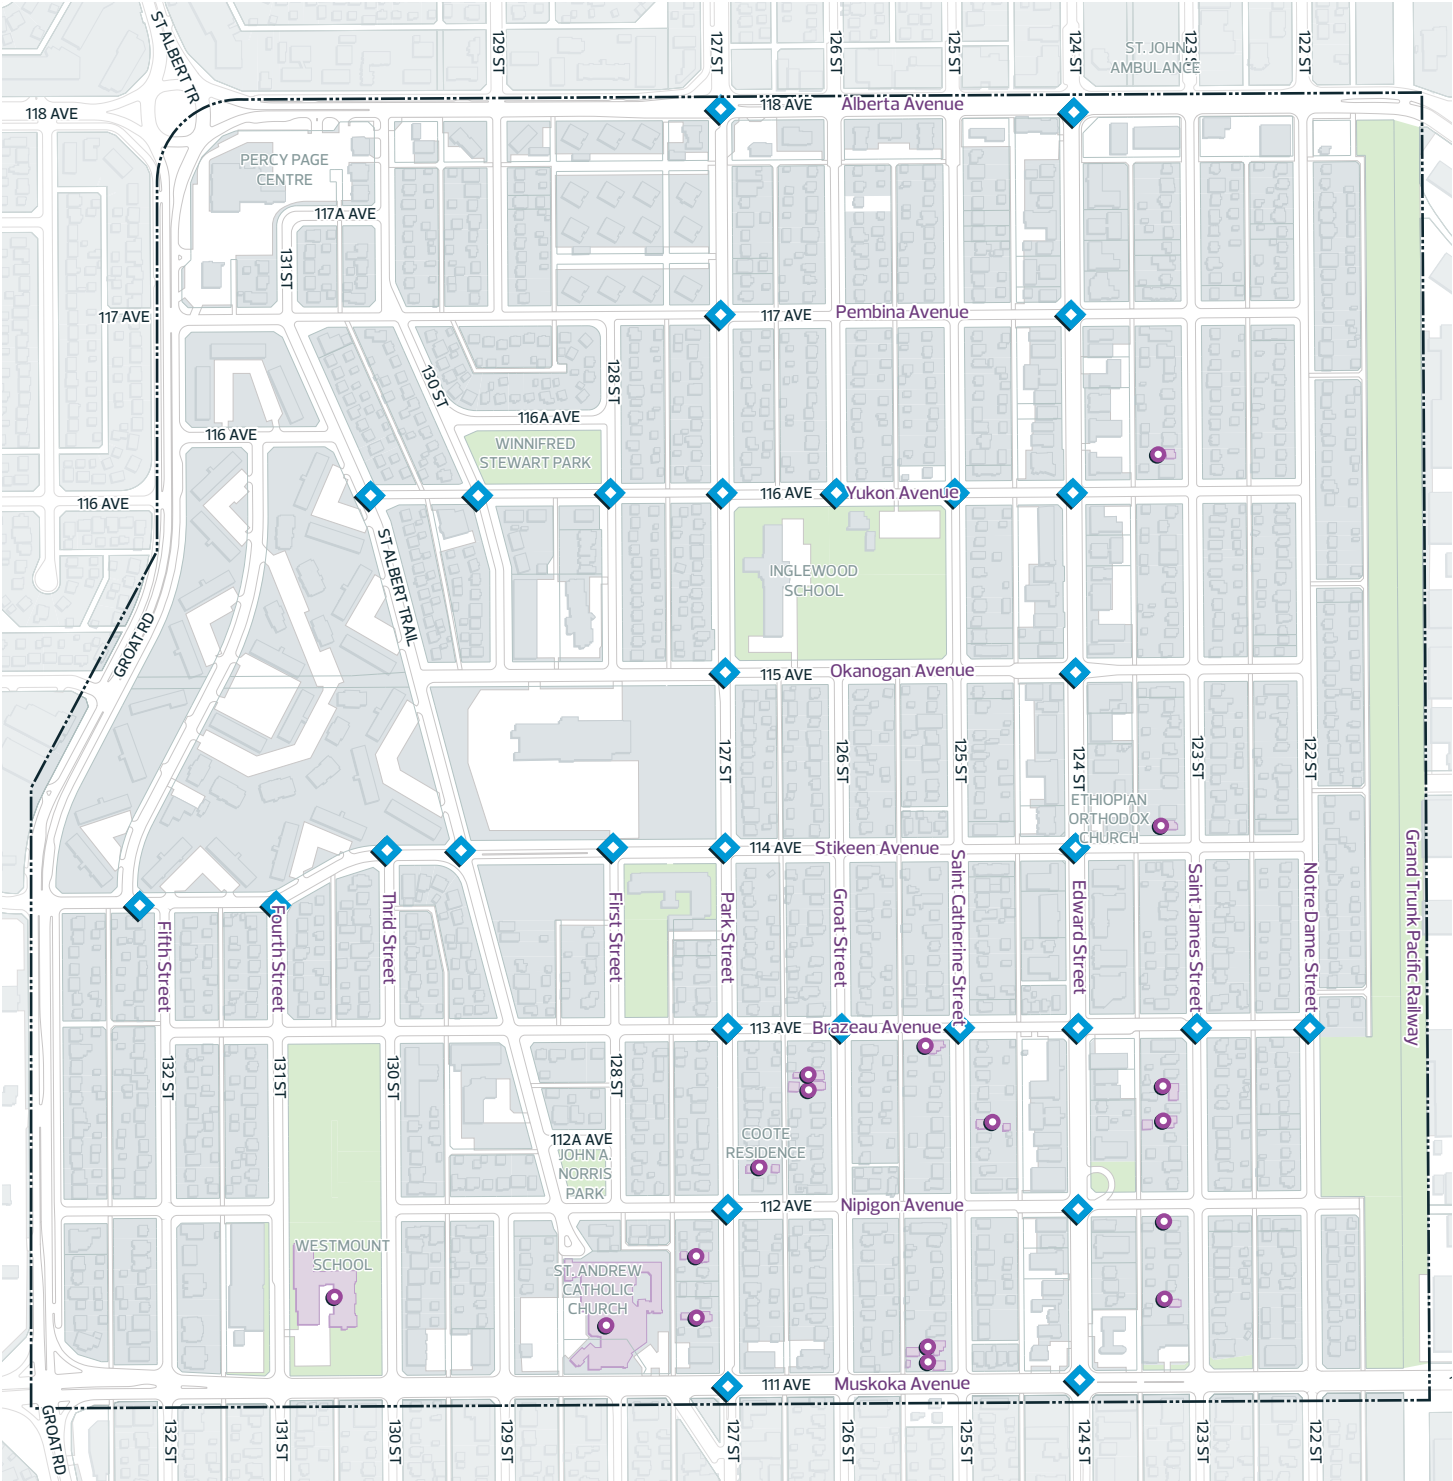 ST ALBERT TR
129 ST
127 ST
126 ST
125 ST
124 ST
ST. JOHN
AMBULANCE
123 ST
122 ST
118 AVE
118 AVE
Alberta Avenue
PERCY PAGE
CENTRE
117A AVE
131 ST
117 AVE
117 AVE
Pembina Avenue
130 ST
128 ST
116A AVE
116 AVE
WINNIFRED
STEWART PARK
116 AVE
116 AVE
Yukon Avenue
ST ALBERT TRAIL
INGLEWOOD
SCHOOL
GROAT RD
115 AVE
Okanogan Avenue
127 ST
126 ST
125 ST
124 ST
123 ST
122 ST
ETHIOPIAN
ORTHODOX
CHURCH
114 AVE
Stikeen Avenue
Grand Trunk Pacific Railway
Fifth Street
Fourth Street
Thrid Street
First Street
Park Street
Groat Street
Saint Catherine Street
Edward Street
Saint James Street
Notre Dame Street
113 AVE
Brazeau Avenue
132 ST
131 ST
130 ST
128 ST
112A AVE
JOHN A.
NORRIS
PARK
COOTE
RESIDENCE
112 AVE
Nipigon Avenue
WESTMOUNT
SCHOOL
ST. ANDREW
CATHOLIC
CHURCH
111 AVE
Muskoka Avenue
GROAT RD
132 ST
131 ST
130 ST
129 ST
127 ST
126 ST
125 ST
124 ST
123 ST
122 ST